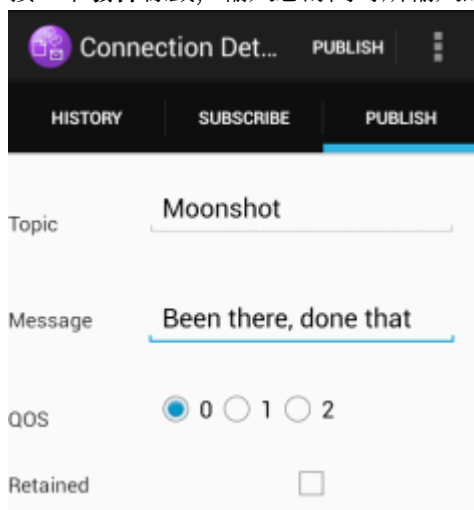 Connection Det... PUBLISH
HISTORY SUBSCRIBE PUBLISH
Topic Moonshot
Message Been there, done that
QOS 0 1 2
Retained